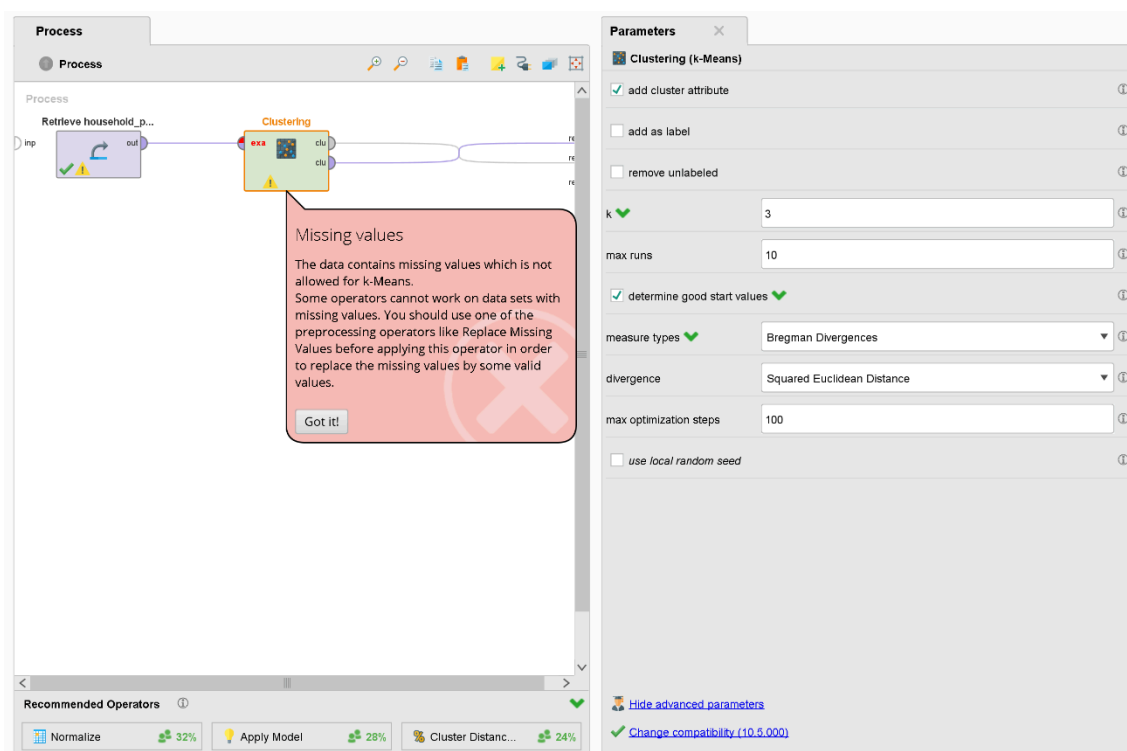 Process
Process
Process
Retrieve household_p...
inp
out
Clustering
exa
clu
clu
re
re
re
Missing values
The data contains missing values which is not
allowed for k-Means.
Some operators cannot work on data sets with
missing values. You should use one of the
preprocessing operators like Replace Missing
Values before applying this operator in order
to replace the missing values by some valid
values.
Got it!
Recommended Operators
Normalize 32%
Apply Model 28%
Cluster Distanc... 24%
Parameters
Clustering (k-Means)
add cluster attribute
add as label
remove unlabeled
k 3
max runs 10
determine good start values
measure types Bregman Divergences
divergence Squared Euclidean Distance
max optimization steps 100
use local random seed
Hide advanced parameters
Change compatibility (10.5.000)